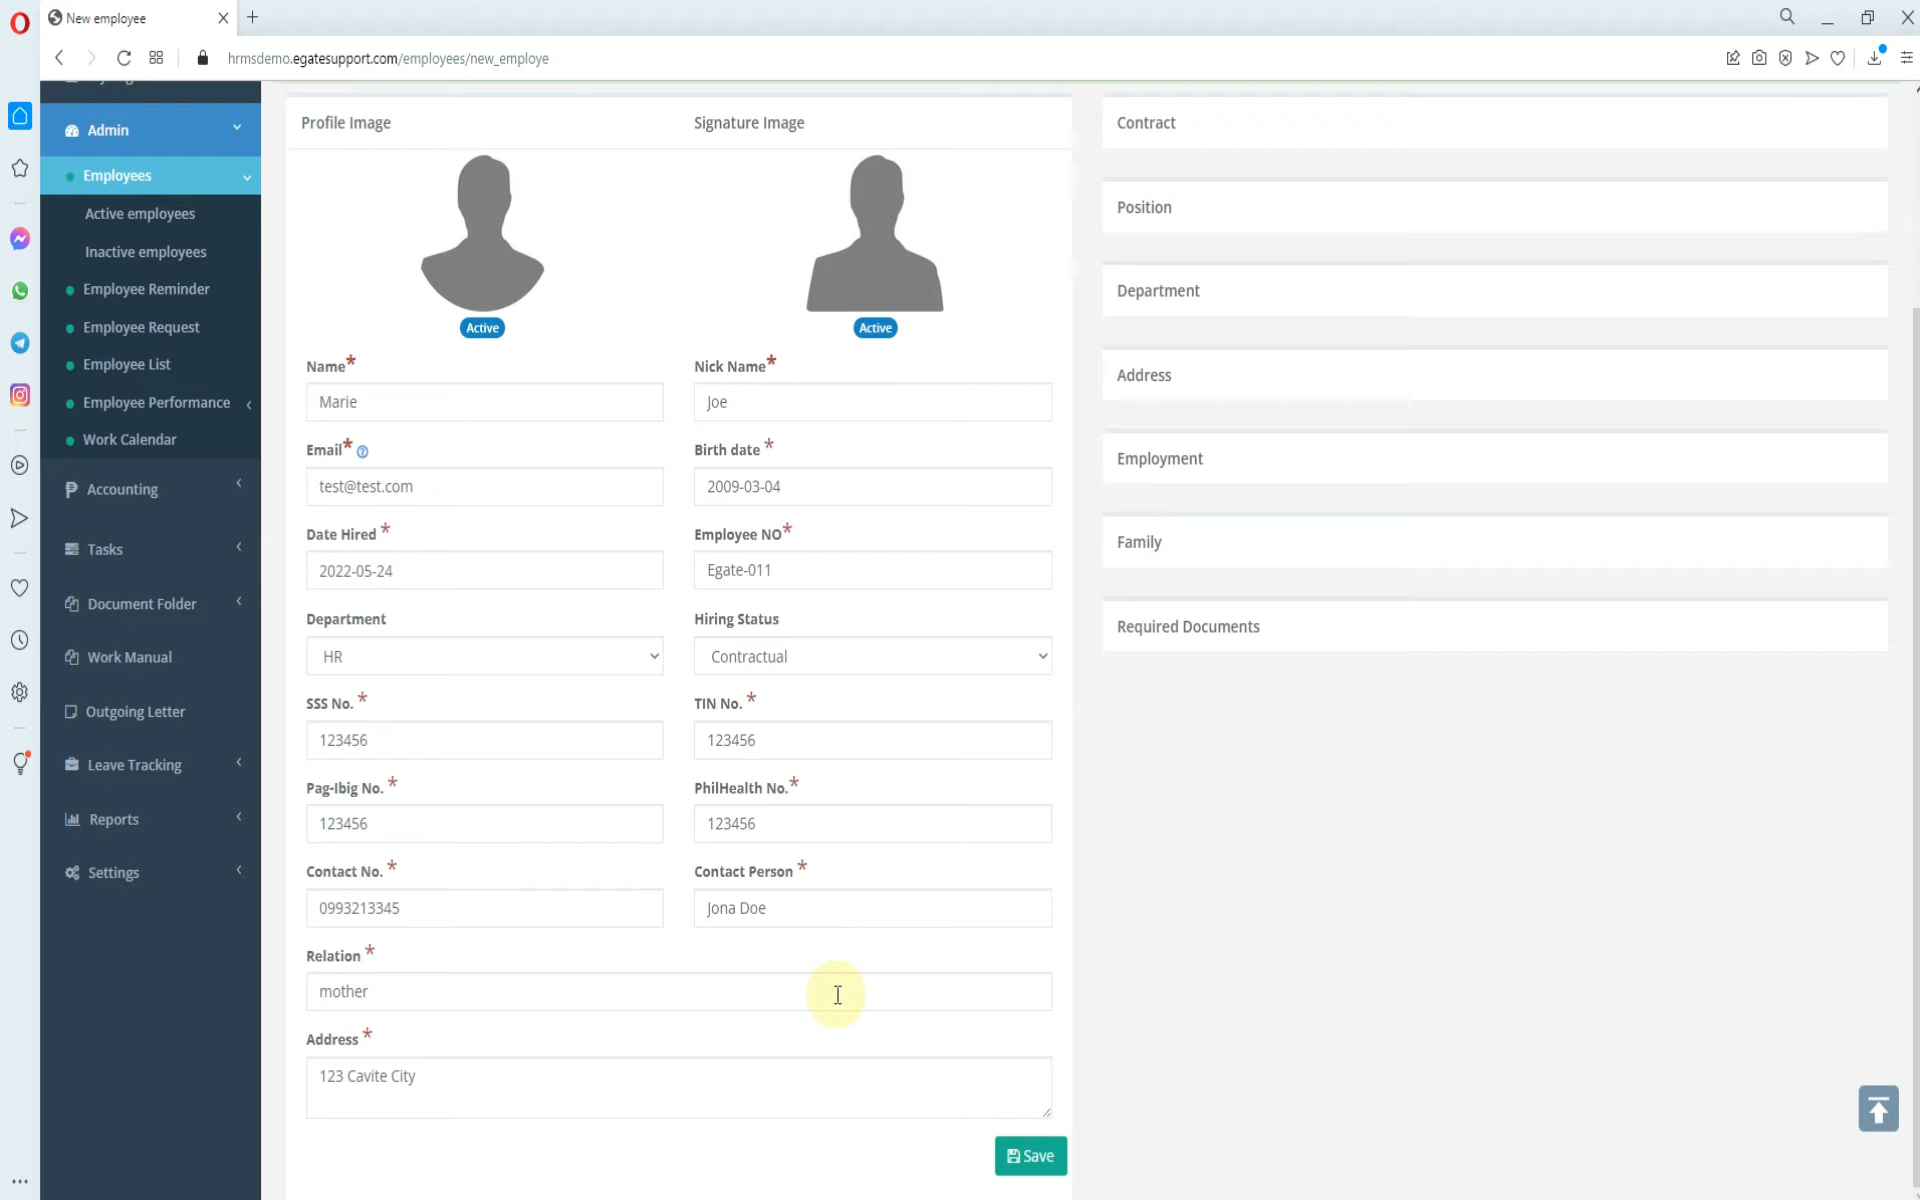 New employee
hrmsdemo.egatesupport.com/employees/new_employe
Admin
Employees
Active employees
Inactive employees
Employee Reminder
Employee Request
Employee List
Employee Performance
Work Calendar
Accounting
Tasks
Document Folder
Work Manual
Outgoing Letter
Leave Tracking
Reports
Settings
Profile Image
Signature Image
Active
Active
Name*
Nick Name*
Marie
Joe
Email*
Birth date *
test@test.com
2009-03-04
Date Hired *
Employee NO*
2022-05-24
Egate-011
Department
Hiring Status
HR
Contractual
SSS No. *
TIN No. *
123456
123456
Pag-Ibig No. *
PhilHealth No.*
123456
123456
Contact No. *
Contact Person *
0993213345
Jona Doe
Relation *
mother
Address *
123 Cavite City
Save
Contract
Position
Department
Address
Employment
Family
Required Documents